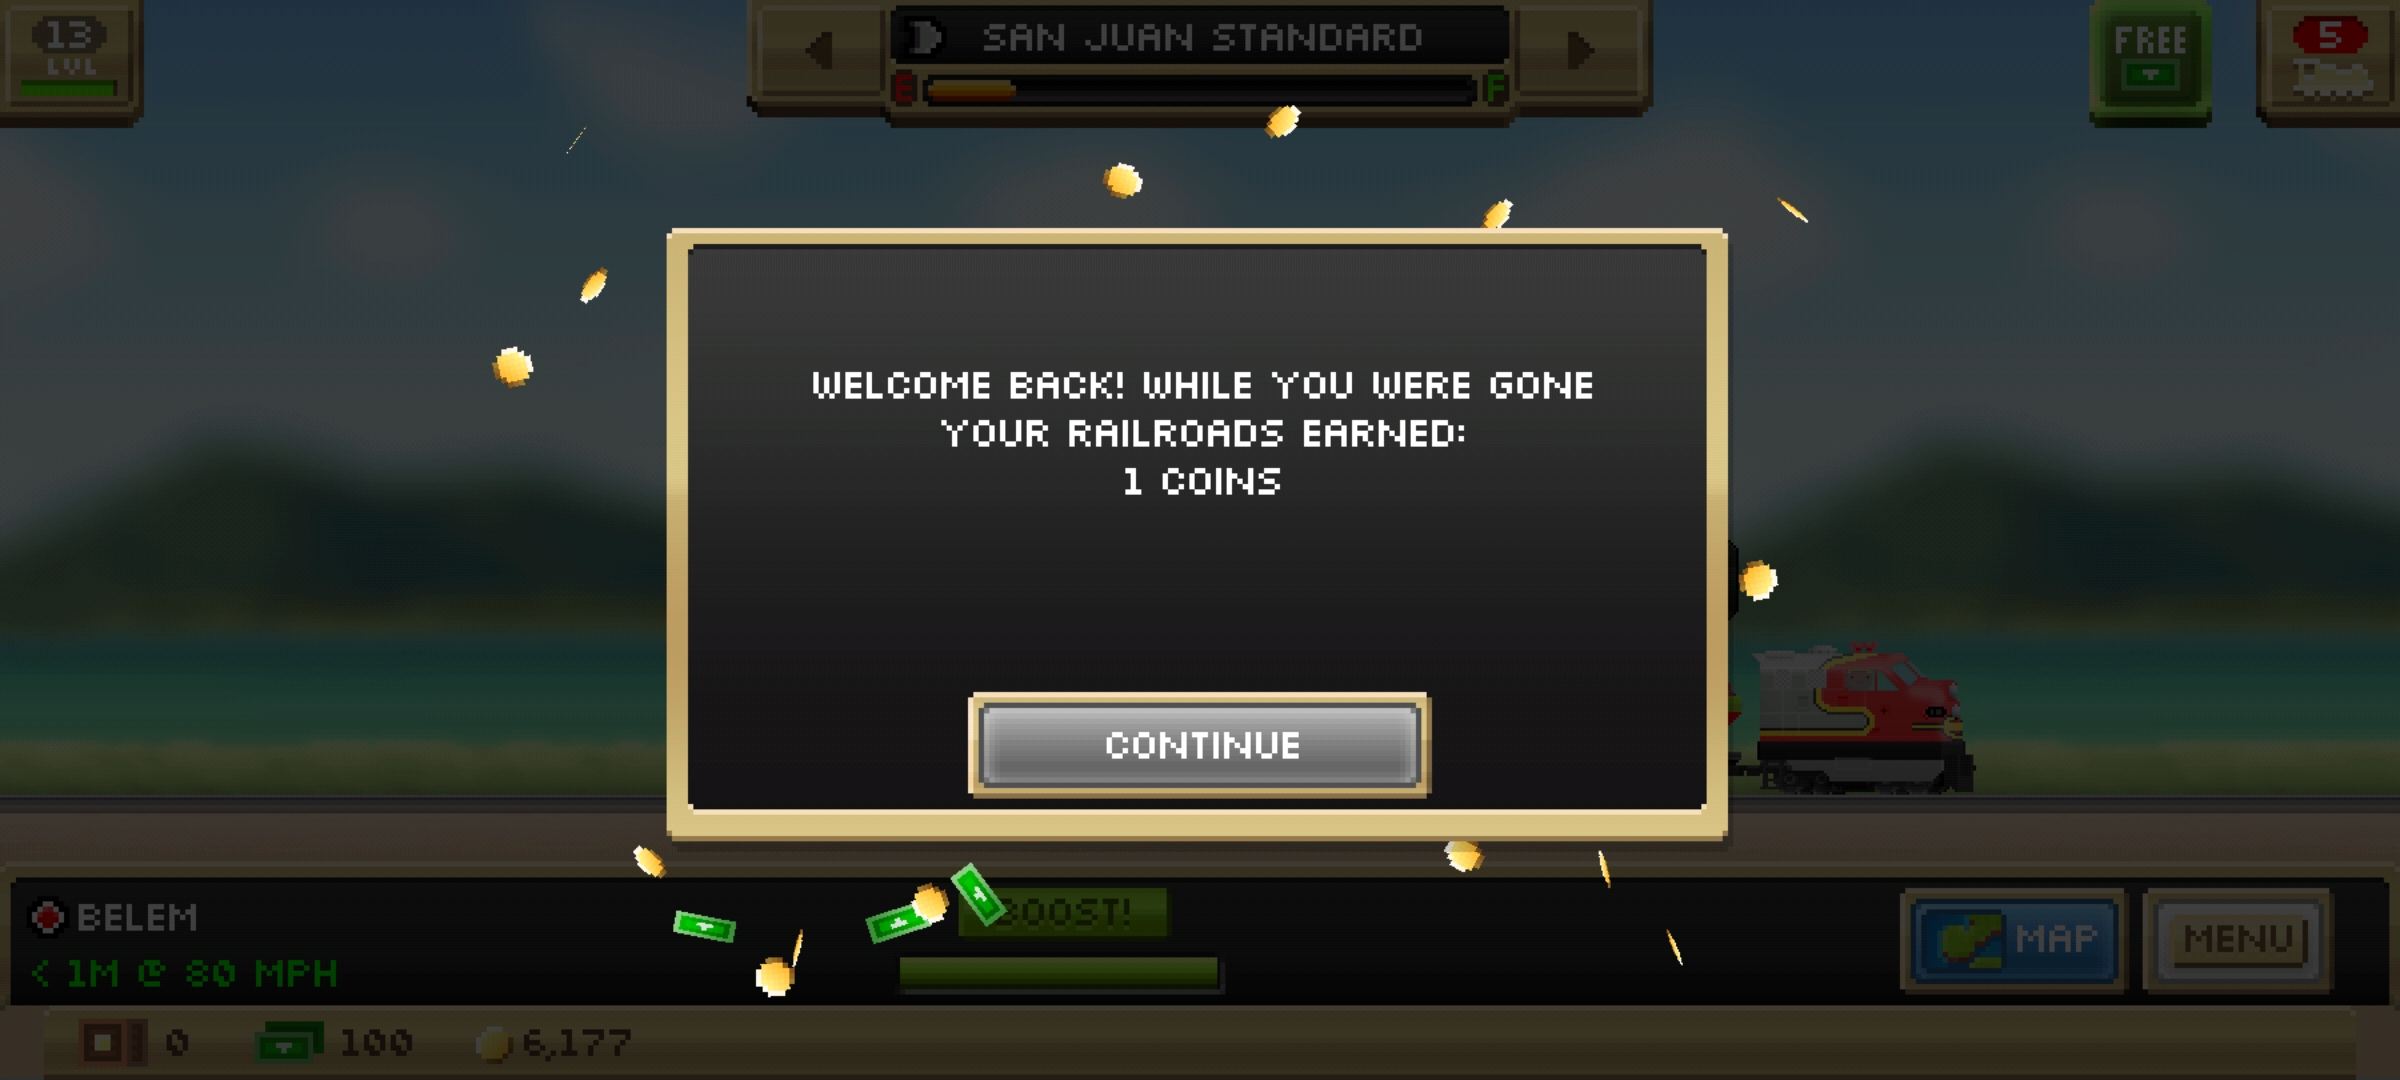 13
LVL
SAN JUAN STANDARD
E F
FREE
5
WELCOME BACK! WHILE YOU WERE GONE
YOUR RAILROADS EARNED:
1 COINS
CONTINUE
BELEM
< 1M @ 80 MPH
BOOST!
MAP
MENU
0 100 6,177